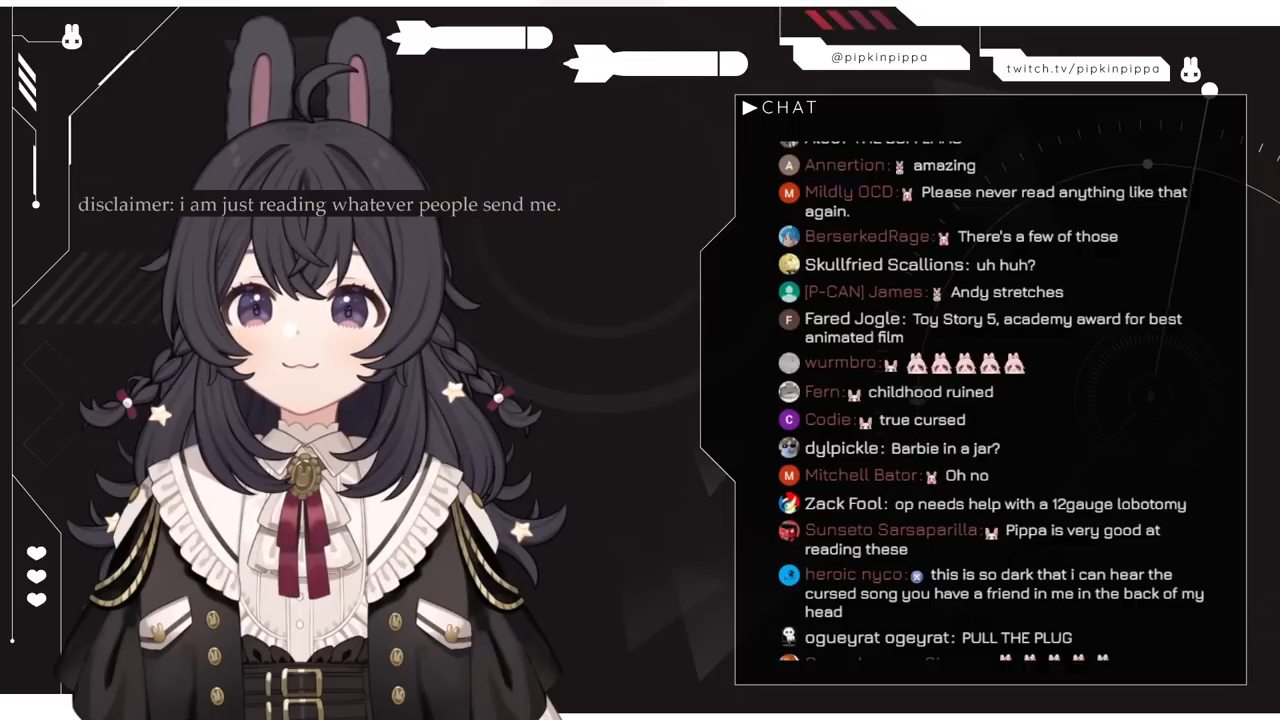 @pipkinpippa
twitch.tv/pipkinpippa
▶CHAT
Annertion: amazing
Mildly OCD: Please never read anything like that
again.
disclaimer: i am just reading whatever people send me.
BerserkedRage: There's a few of those
Skullfried Scallions: uh huh?
[P-CAN] James: Andy stretches
Fared Jogle: Toy Story 5, academy award for best
animated film
wurmbro:
Fern: childhood ruined
Codie: true cursed
dylpickle: Barbie in a jar?
Mitchell Bator: Oh no
Zack Fool: op needs help with a 12gauge lobotomy
Sunseto Sarsaparilla: Pippa is very good at
reading these
heroic nyco: this is so dark that i can hear the
cursed song you have a friend in me in the back of my
head
ogueyrat ogeyrat: PULL THE PLUG